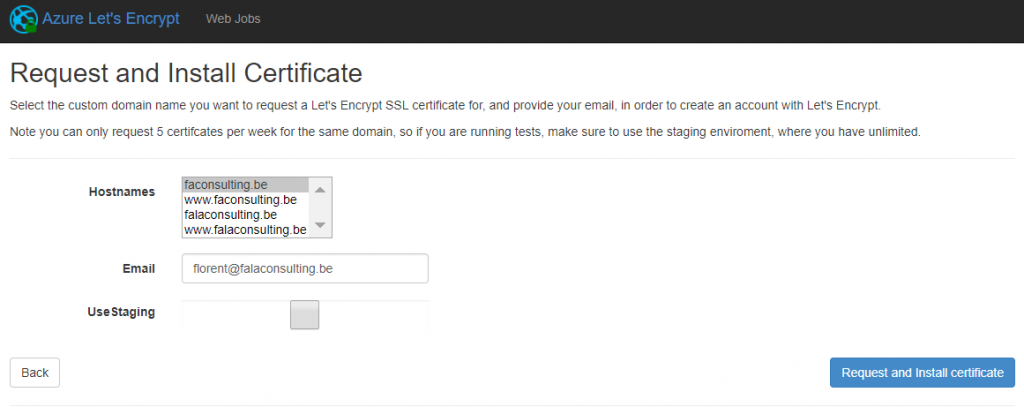 Azure Let's Encrypt Web Jobs
Request and Install Certificate
Select the custom domain name you want to request a Let's Encrypt SSL certificate for, and provide your email, in order to create an account with Let's Encrypt.
Note you can only request 5 certifcates per week for the same domain, so if you are running tests, make sure to use the staging enviroment, where you have unlimited.
Hostnames
faconsulting.be
www.faconsulting.be
falaconsulting.be
www.falaconsulting.be
Email florent@falaconsulting.be
UseStaging
Back Request and Install certificate